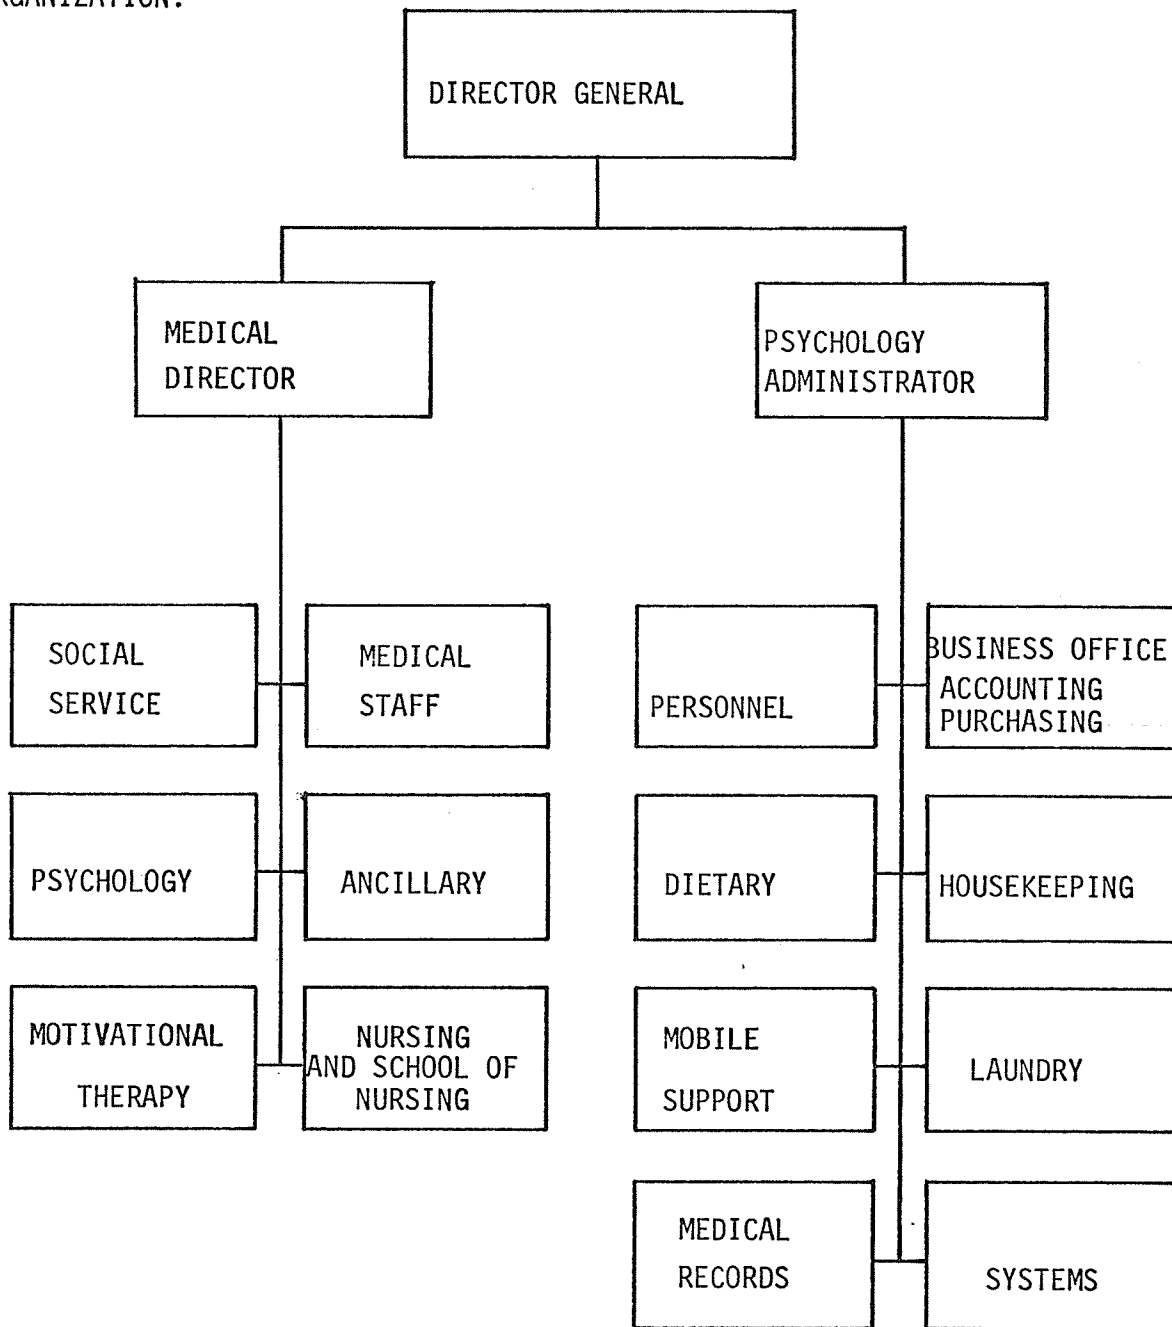 DIRECTOR GENERAL
MEDICAL
DIRECTOR
PSYCHOLOGY
ADMINISTRATOR
SOCIAL
SERVICE
MEDICAL
STAFF
PERSONNEL
BUSINESS OFFICE
ACCOUNTING
PURCHASING
PSYCHOLOGY
ANCILLARY
DIETARY
HOUSEKEEPING
MOTIVATIONAL
THERAPY
NURSING
AND SCHOOL OF
NURSING
MOBILE
SUPPORT
LAUNDRY
MEDICAL
RECORDS
SYSTEMS